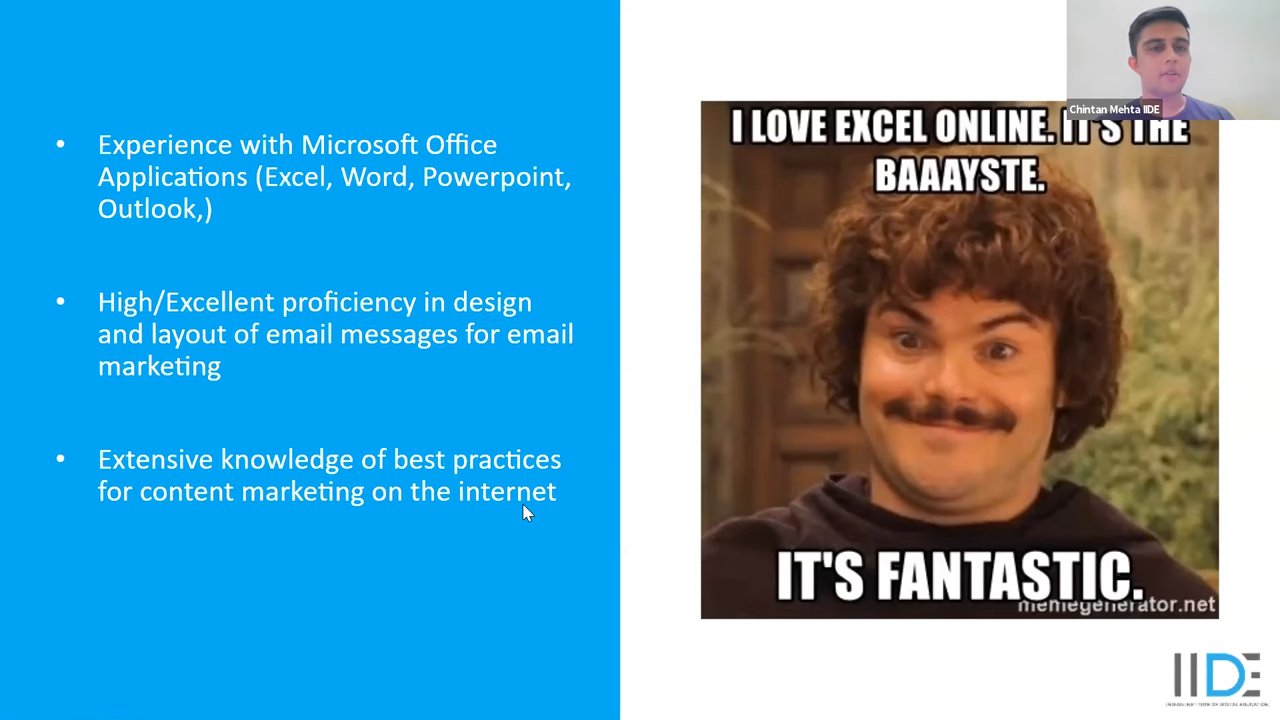 • Experience with Microsoft Office
Applications (Excel, Word, Powerpoint,
Outlook,)
• High/Excellent proficiency in design
and layout of email messages for email
marketing
• Extensive knowledge of best practices
for content marketing on the internet
Chintan Mehta IIDE
I LOVE EXCEL ONLINE. IT'S THE
BAAAYSTE.
IT'S FANTASTIC.
memegenerator.net
IIDE